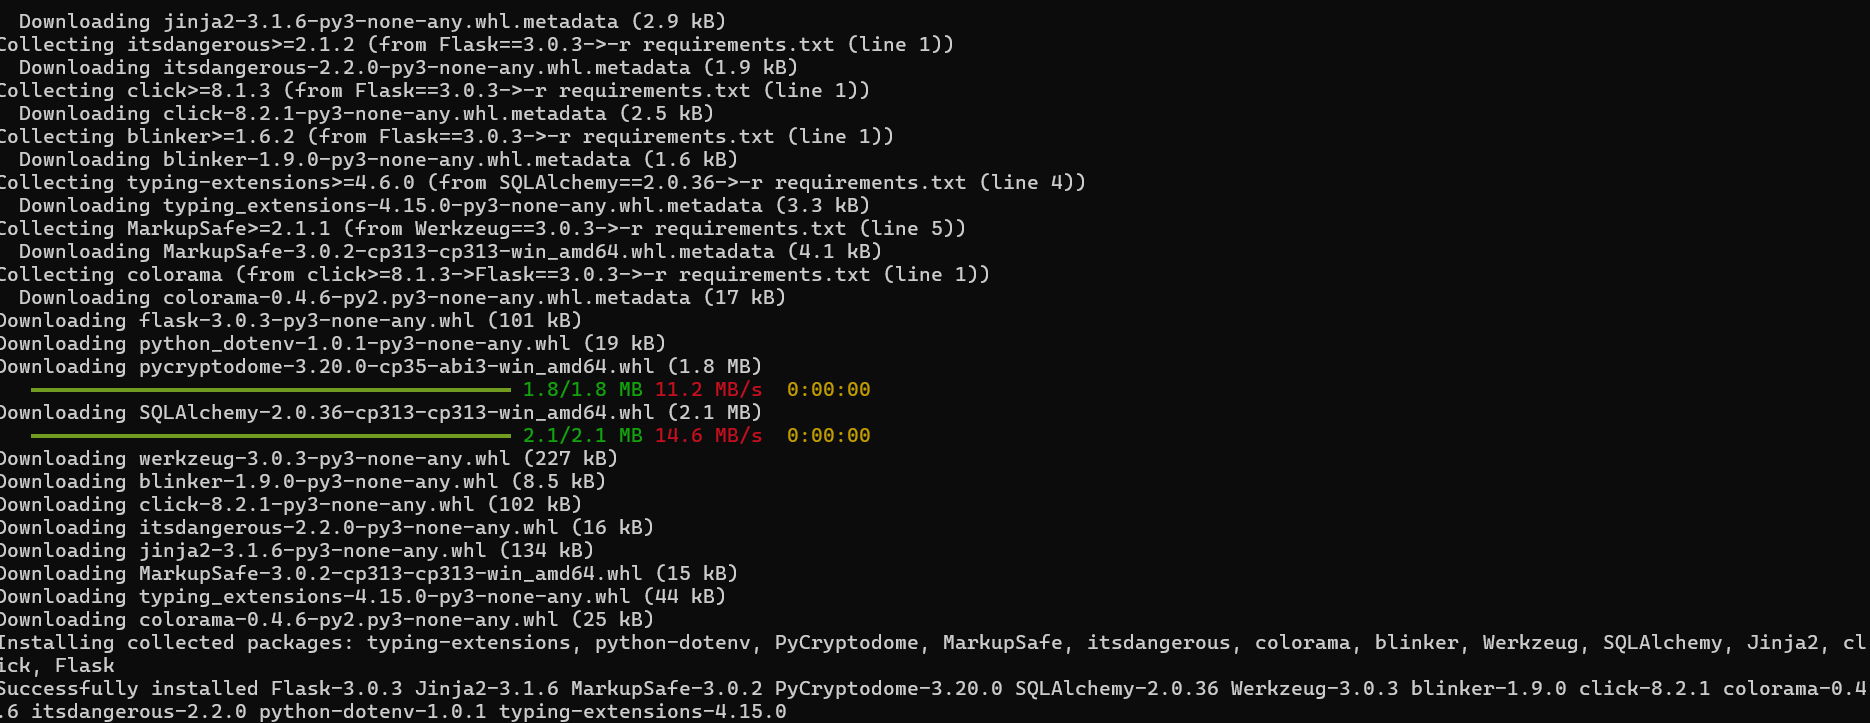 Downloading jinja2-3.1.6-py3-none-any.whl.metadata (2.9 kB)
Collecting itsdangerous>=2.1.2 (from Flask==3.0.3->-r requirements.txt (line 1))
Downloading itsdangerous-2.2.0-py3-none-any.whl.metadata (1.9 kB)
Collecting click>=8.1.3 (from Flask==3.0.3->-r requirements.txt (line 1))
Downloading click-8.2.1-py3-none-any.whl.metadata (2.5 kB)
Collecting blinker>=1.6.2 (from Flask==3.0.3->-r requirements.txt (line 1))
Downloading blinker-1.9.0-py3-none-any.whl.metadata (1.6 kB)
Collecting typing-extensions>=4.6.0 (from SQLAlchemy==2.0.36->-r requirements.txt (line 4))
Downloading typing_extensions-4.15.0-py3-none-any.whl.metadata (3.3 kB)
Collecting MarkupSafe>=2.1.1 (from Werkzeug==3.0.3->-r requirements.txt (line 5))
Downloading MarkupSafe-3.0.2-cp313-cp313-win_amd64.whl.metadata (4.1 kB)
Collecting colorama (from click>=8.1.3->Flask==3.0.3->-r requirements.txt (line 1))
Downloading colorama-0.4.6-py2.py3-none-any.whl.metadata (17 kB)
Downloading flask-3.0.3-py3-none-any.whl (101 kB)
Downloading python_dotenv-1.0.1-py3-none-any.whl (19 kB)
Downloading pycryptodome-3.20.0-cp35-abi3-win_amd64.whl (1.8 MB)
1.8/1.8 MB 11.2 MB/s 0:00:00
Downloading SQLAlchemy-2.0.36-cp313-cp313-win_amd64.whl (2.1 MB)
2.1/2.1 MB 14.6 MB/s 0:00:00
Downloading werkzeug-3.0.3-py3-none-any.whl (227 kB)
Downloading blinker-1.9.0-py3-none-any.whl (8.5 kB)
Downloading click-8.2.1-py3-none-any.whl (102 kB)
Downloading itsdangerous-2.2.0-py3-none-any.whl (16 kB)
Downloading jinja2-3.1.6-py3-none-any.whl (134 kB)
Downloading MarkupSafe-3.0.2-cp313-cp313-win_amd64.whl (15 kB)
Downloading typing_extensions-4.15.0-py3-none-any.whl (44 kB)
Downloading colorama-0.4.6-py2.py3-none-any.whl (25 kB)
Installing collected packages: typing-extensions, python-dotenv, PyCryptodome, MarkupSafe, itsdangerous, colorama, blinker, Werkzeug, SQLAlchemy, Jinja2, cl
ick, Flask
Successfully installed Flask-3.0.3 Jinja2-3.1.6 MarkupSafe-3.0.2 PyCryptodome-3.20.0 SQLAlchemy-2.0.36 Werkzeug-3.0.3 blinker-1.9.0 click-8.2.1 colorama-0.4
.6 itsdangerous-2.2.0 python-dotenv-1.0.1 typing-extensions-4.15.0